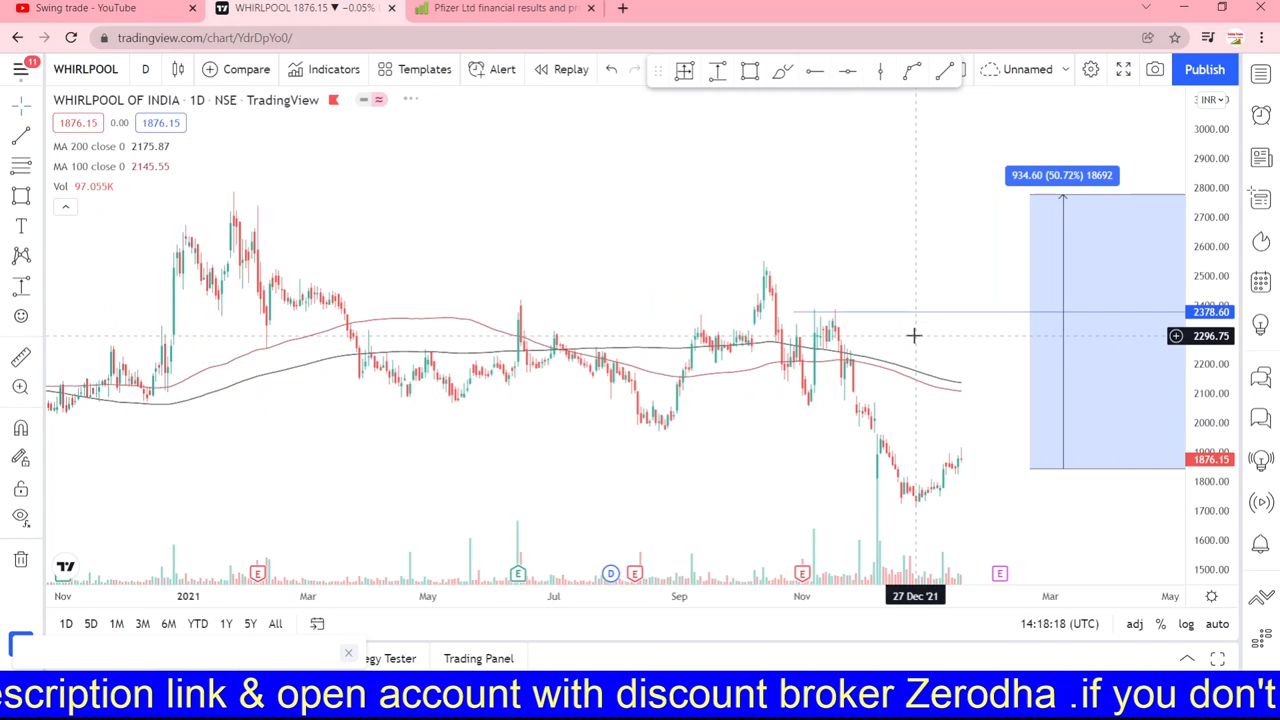 Swing trade - YouTube
WHIRLPOOL 1876.15 ▼ −0.05%
Pfizer Ltd financial results and pr
tradingview.com/chart/YdrDpYo0/
11
WHIRLPOOL
D
Compare
Indicators
Templates
Alert
Replay
Unnamed
Publish
WHIRLPOOL OF INDIA · 1D · NSE · TradingView
INR
1876.15 0.00 1876.15
MA 200 close 0 2175.87
MA 100 close 0 2145.55
Vol 97.055K
3000.00
2900.00
2800.00
2700.00
2600.00
2500.00
2400.00
2378.60
2296.75
2200.00
2100.00
2000.00
1900.00
1876.15
1800.00
1700.00
1600.00
1500.00
934.60 (50.72%) 18692
E
E
D
E
E
E
Nov 2021 Mar May Jul Sep Nov 27 Dec '21 Mar May
1D 5D 1M 3M 6M YTD 1Y 5Y All
14:18:18 (UTC) adj % log auto
egy Tester
Trading Panel
escription link & open account with discount broker Zerodha .if you don't